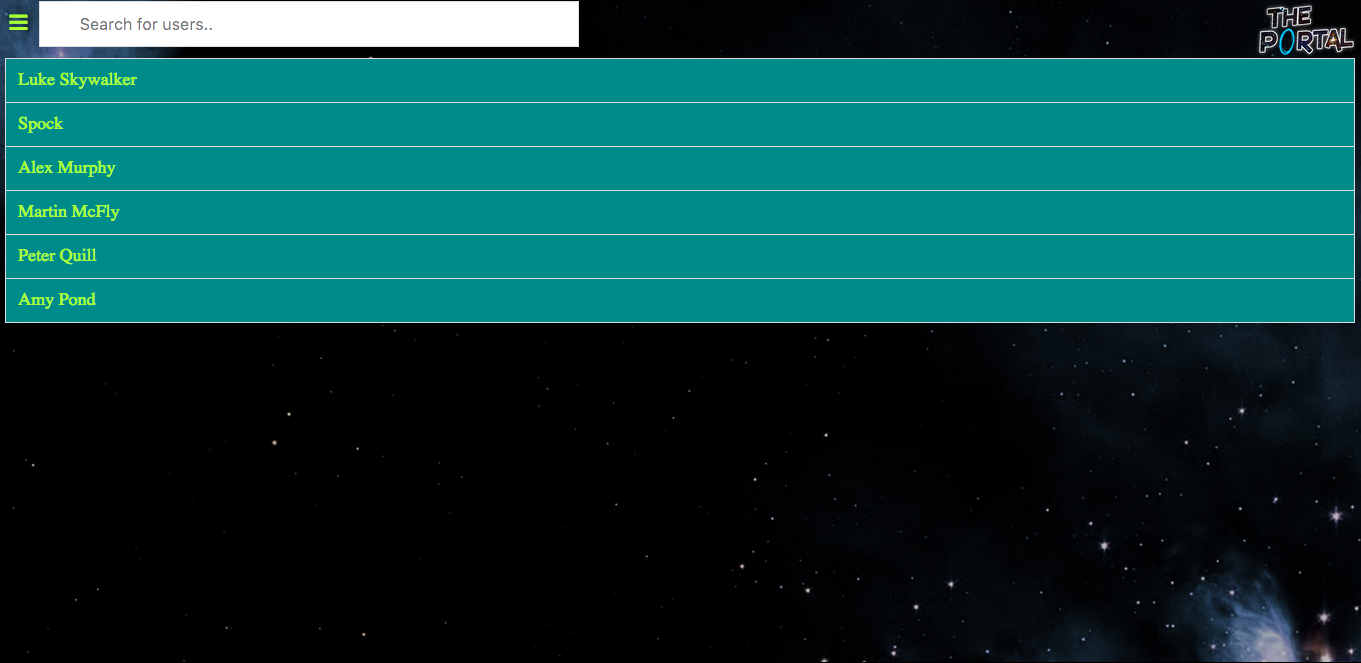 Search for users..
THE
PORTAL
Luke Skywalker
Spock
Alex Murphy
Martin McFly
Peter Quill
Amy Pond